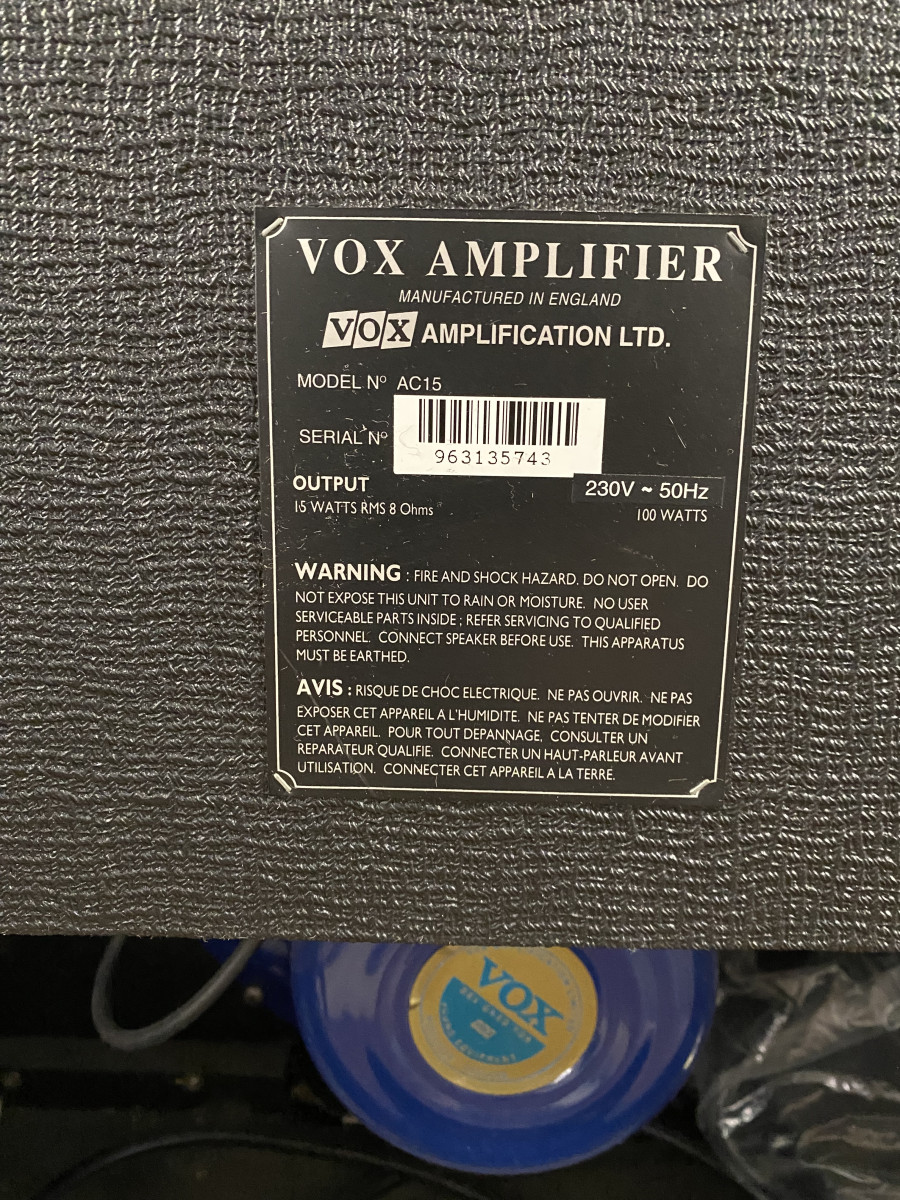 VOX AMPLIFIER
MANUFACTURED IN ENGLAND
VOX AMPLIFICATION LTD.
MODEL Nº AC15
SERIAL Nº
963135743
OUTPUT
230V ~ 50Hz
15 WATTS RMS 8 Ohms
100 WATTS
WARNING : FIRE AND SHOCK HAZARD. DO NOT OPEN. DO
NOT EXPOSE THIS UNIT TO RAIN OR MOISTURE. NO USER
SERVICEABLE PARTS INSIDE ; REFER SERVICING TO QUALIFIED
PERSONNEL. CONNECT SPEAKER BEFORE USE. THIS APPARATUS
MUST BE EARTHED.
AVIS : RISQUE DE CHOC ELECTRIQUE. NE PAS OUVRIR. NE PAS
EXPOSER CET APPAREIL A L'HUMIDITE. NE PAS TENTER DE MODIFIER
CET APPAREIL. POUR TOUT DEPANNAGE, CONSULTER UN
REPARATEUR QUALIFIE. CONNECTER UN HAUT-PARLEUR AVANT
UTILISATION. CONNECTER CET APPAREIL A LA TERRE.
VOX